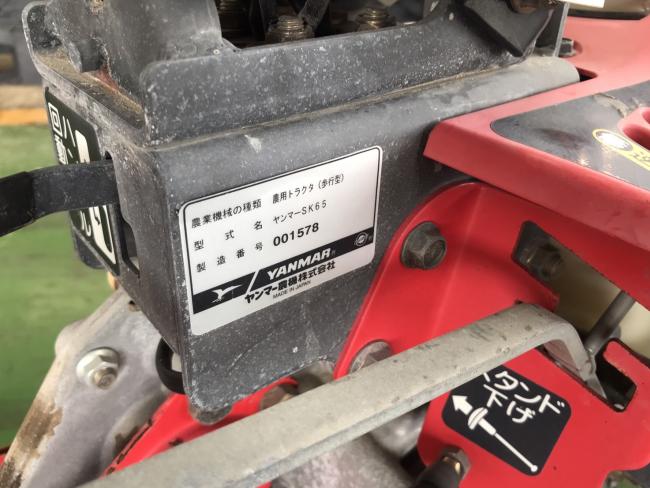 農業機械の種類 農用トラクタ（歩行型）
型式名 ヤンマーSK65
製造番号 001578
YANMAR
ヤンマー農機株式会社
MADE IN JAPAN
スタンド
下げ